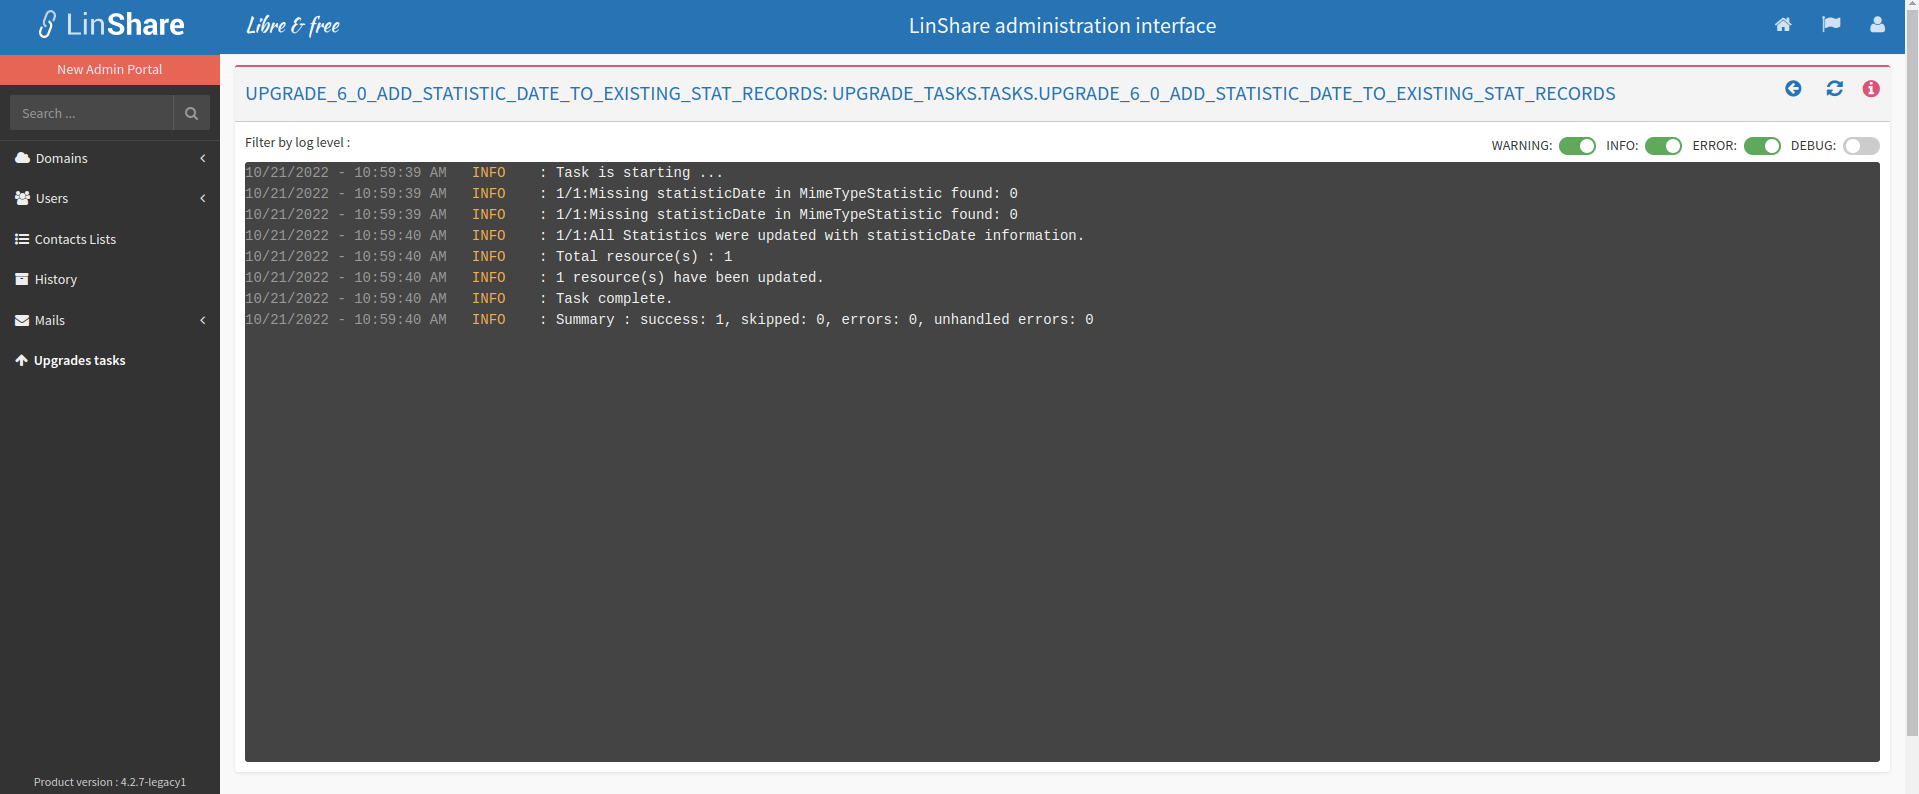 LinShare
Libre & free
LinShare administration interface
New Admin Portal
Search ...
Domains
Users
Contacts Lists
History
Mails
Upgrades tasks
Product version : 4.2.7-legacy1
UPGRADE_6_0_ADD_STATISTIC_DATE_TO_EXISTING_STAT_RECORDS: UPGRADE_TASKS.TASKS.UPGRADE_6_0_ADD_STATISTIC_DATE_TO_EXISTING_STAT_RECORDS
Filter by log level :
WARNING: INFO: ERROR: DEBUG:
10/21/2022 - 10:59:39 AM INFO : Task is starting ...
10/21/2022 - 10:59:39 AM INFO : 1/1:Missing statisticDate in MimeTypeStatistic found: 0
10/21/2022 - 10:59:39 AM INFO : 1/1:Missing statisticDate in MimeTypeStatistic found: 0
10/21/2022 - 10:59:40 AM INFO : 1/1:All Statistics were updated with statisticDate information.
10/21/2022 - 10:59:40 AM INFO : Total resource(s) : 1
10/21/2022 - 10:59:40 AM INFO : 1 resource(s) have been updated.
10/21/2022 - 10:59:40 AM INFO : Task complete.
10/21/2022 - 10:59:40 AM INFO : Summary : success: 1, skipped: 0, errors: 0, unhandled errors: 0